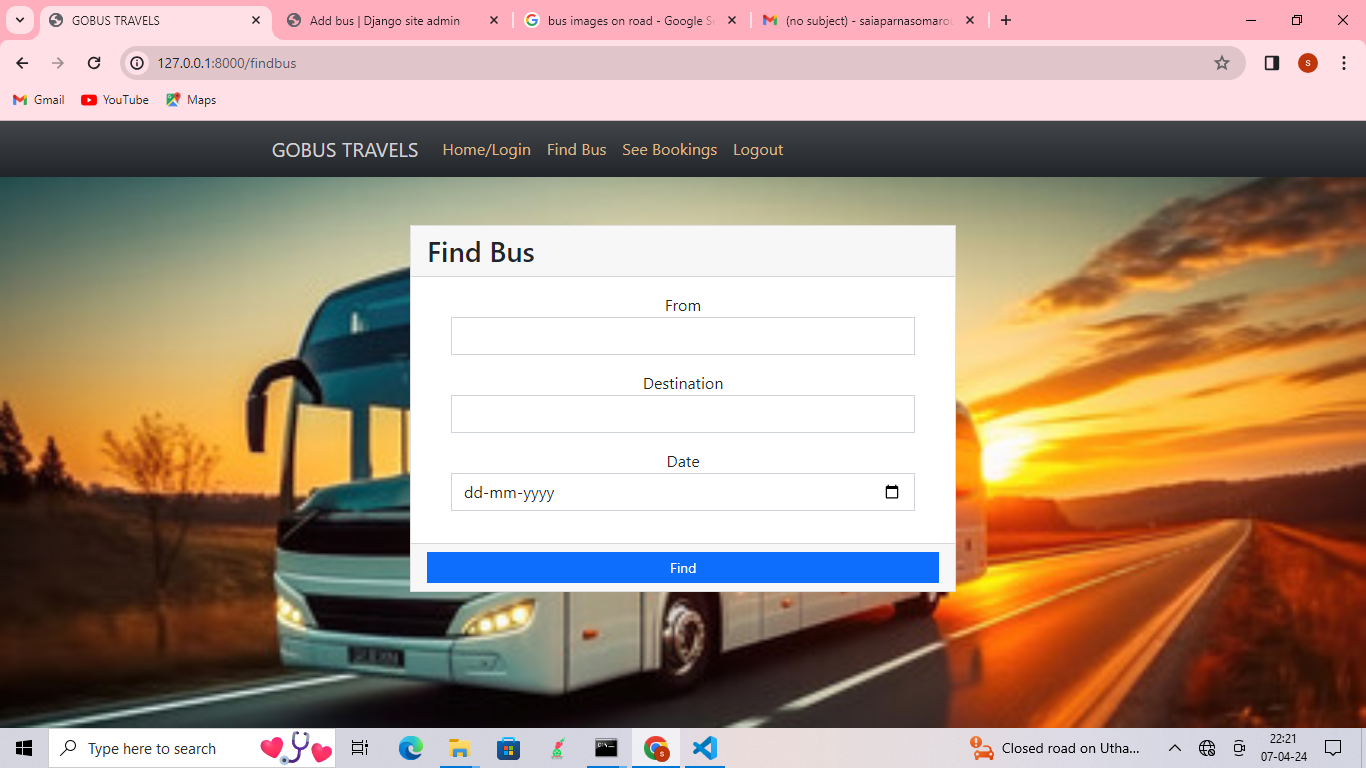 GOBUS TRAVELS
Add bus | Django site admin
bus images on road - Google Se
(no subject) - saiaparnasomarou
127.0.0.1:8000/findbus
s
Gmail
YouTube
Maps
GOBUS TRAVELS Home/Login Find Bus See Bookings Logout
Find Bus
From
Destination
Date
dd-mm-yyyy
Find
Type here to search
Closed road on Utha...
22:21
07-04-24